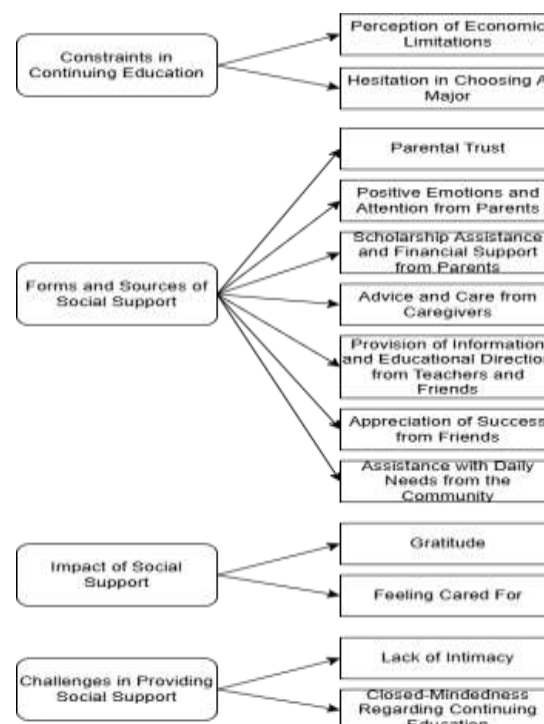 Constraints in
Continuing Education
Perception of Economic
Limitations
Hesitation in Choosing A
Major
Forms and Sources of
Social Support
Parental Trust
Positive Emotions and
Attention from Parents
Scholarship Assistance
and Financial Support
from Parents
Advice and Care from
Caregivers
Provision of Information
and Educational Direction
from Teachers and
Friends
Appreciation of Success
from Friends
Assistance with Daily
Needs from the
Community
Impact of Social
Support
Gratitude
Feeling Cared For
Challenges in Providing
Social Support
Lack of Intimacy
Closed-Mindedness
Regarding Continuing
Education